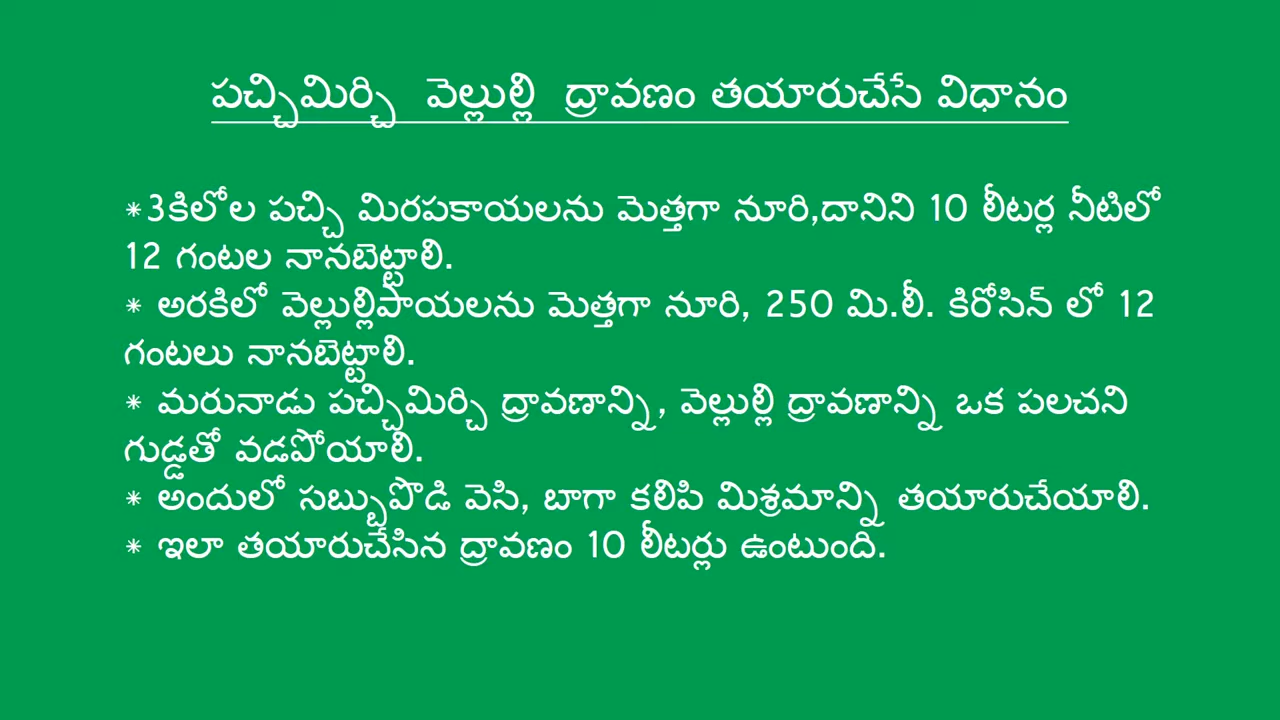 పచ్చిమిర్చి వెల్లుల్లి ద్రావణం తయారుచేసే విధానం
*3కిలోల పచ్చి మిరపకాయలను మెత్తగా నూరి,దానిని 10 లీటర్ల నీటిలో
12 గంటల నానబెట్టాలి.
* అరకిలో వెల్లుల్లిపాయలను మెత్తగా నూరి, 250 మి.లీ. కిరోసిన్ లో 12
గంటలు నానబెట్టాలి.
* మరునాడు పచ్చిమిర్చి ద్రావణాన్ని, వెల్లుల్లి ద్రావణాన్ని ఒక పలచని
గుడ్డతో వడపోయాలి.
* అందులో సబ్బుపొడి వెసి, బాగా కలిపి మిశ్రమాన్ని తయారుచేయాలి.
* ఇలా తయారుచేసిన ద్రావణం 10 లీటర్లు ఉంటుంది.